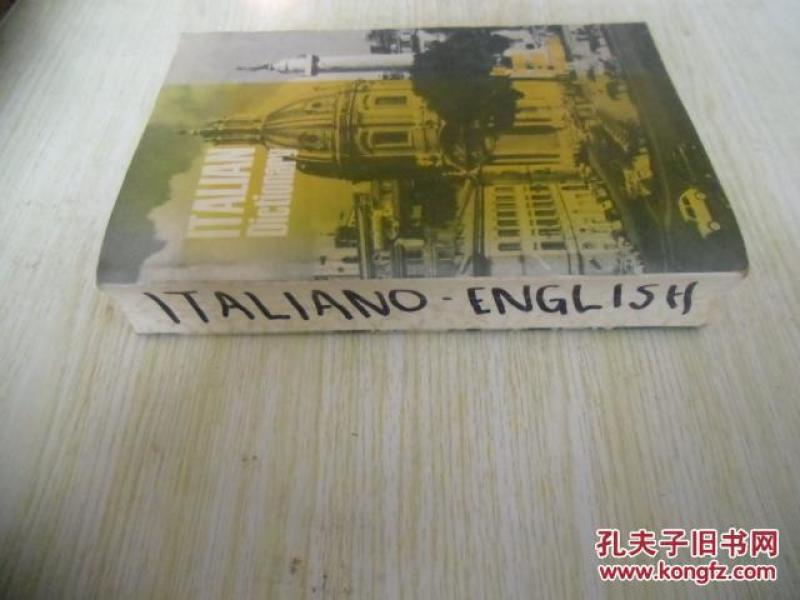 ITALIAN
Dictionary
ITALIANO - ENGLISH
孔夫子旧书网
www.kongfz.com